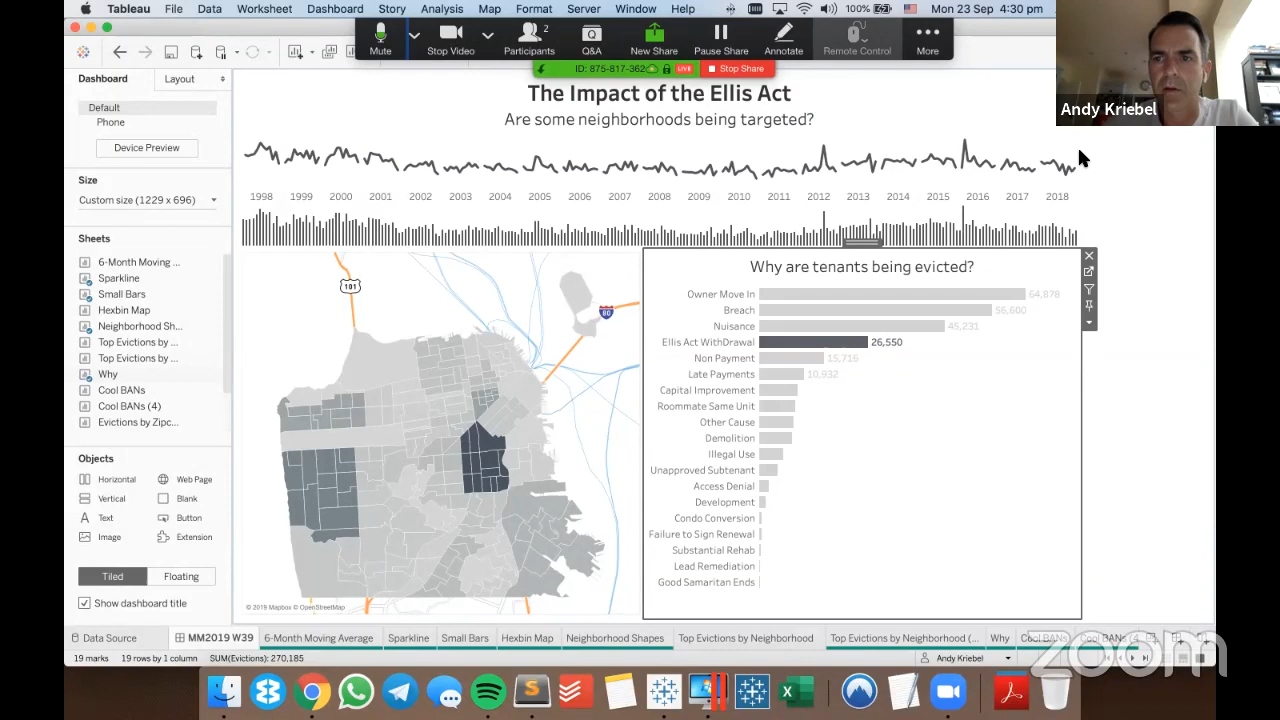 Tableau File Data Worksheet Dashboard Story Analysis Map Format Server Window Help 100% Mon 23 Sep 4:30 pm
Mute Stop Video Participants 2 Q&A New Share Pause Share Annotate Remote Control More
ID: 875-817-362 LIVE Stop Share
Andy Kriebel
Dashboard Layout
Default
Phone
Device Preview
Size
Custom size (1229 x 696)
Sheets
6-Month Moving ...
Sparkline
Small Bars
Hexbin Map
Neighborhood Sh...
Top Evictions by ...
Top Evictions by ...
Why
Cool BANs
Cool BANs (4)
Evictions by Zipc...
Objects
Horizontal Web Page
Vertical Blank
Text Button
Image Extension
Tiled Floating
Show dashboard title
The Impact of the Ellis Act
Are some neighborhoods being targeted?
1998 1999 2000 2001 2002 2003 2004 2005 2006 2007 2008 2009 2010 2011 2012 2013 2014 2015 2016 2017 2018
101
80
© 2019 Mapbox © OpenStreetMap
Why are tenants being evicted?
Owner Move In 64,878
Breach 56,600
Nuisance 45,231
Ellis Act WithDrawal 26,550
Non Payment 15,716
Late Payments 10,932
Capital Improvement
Roommate Same Unit
Other Cause
Demolition
Illegal Use
Unapproved Subtenant
Access Denial
Development
Condo Conversion
Failure to Sign Renewal
Substantial Rehab
Lead Remediation
Good Samaritan Ends
Data Source MM2019 W39 6-Month Moving Average Sparkline Small Bars Hexbin Map Neighborhood Shapes Top Evictions by Neighborhood Top Evictions by Neighborhood (... Why Cool BANs Cool BANs (4
19 marks 19 rows by 1 column SUM(Evictions): 270,185 Andy Kriebel
zoom